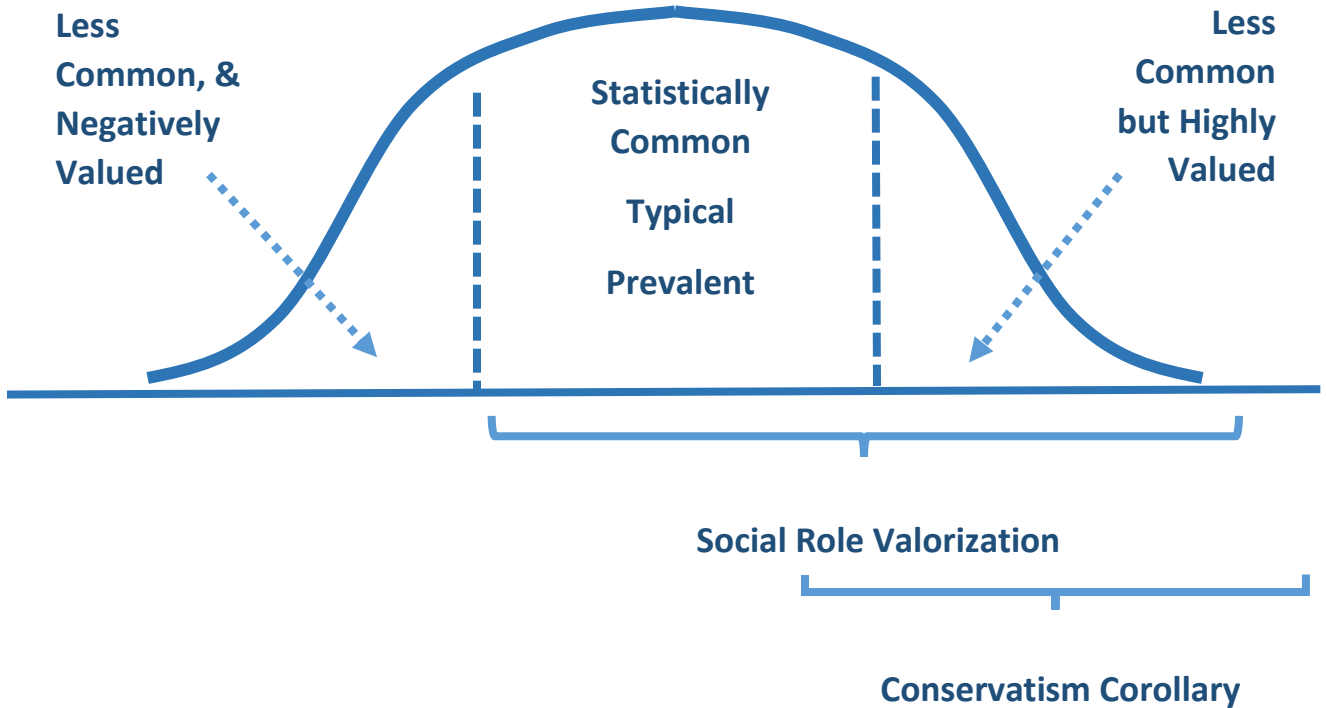 Less
Common, &
Negatively
Valued
Statistically
Common
Typical
Prevalent
Less
Common
but Highly
Valued
Social Role Valorization
Conservatism Corollary